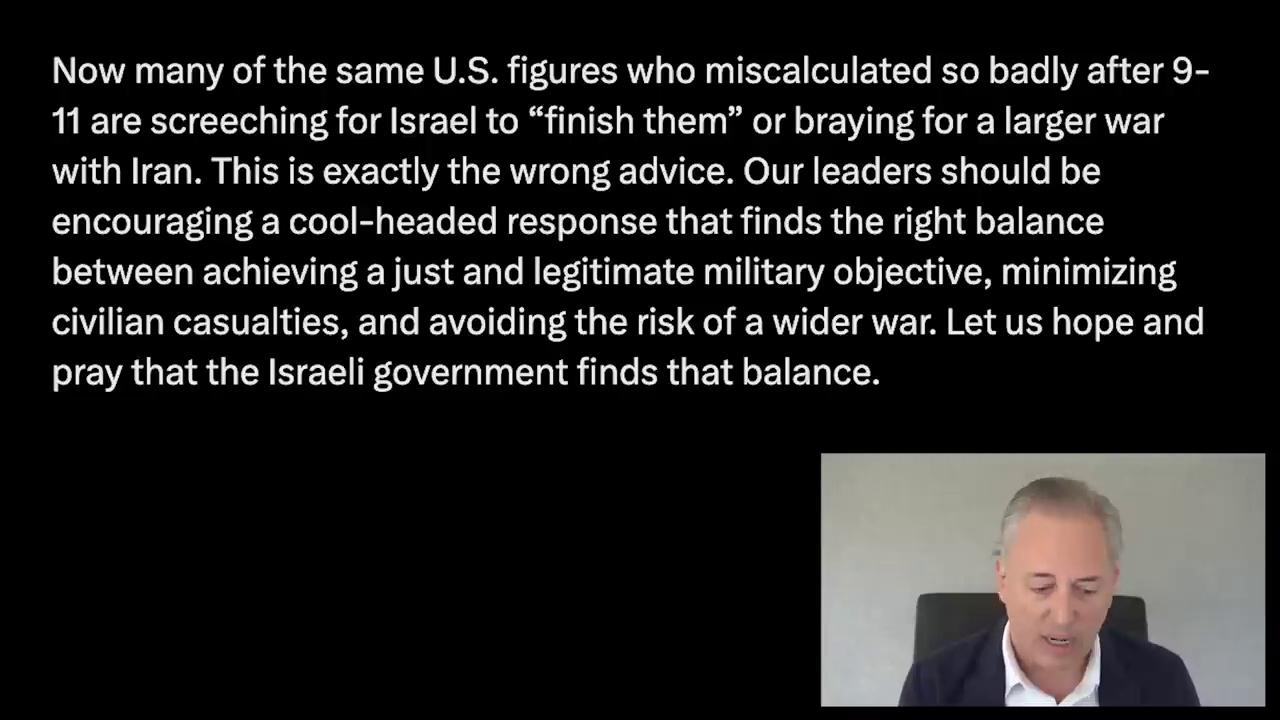 Now many of the same U.S. figures who miscalculated so badly after 9-
11 are screeching for Israel to “finish them” or braying for a larger war
with Iran. This is exactly the wrong advice. Our leaders should be
encouraging a cool-headed response that finds the right balance
between achieving a just and legitimate military objective, minimizing
civilian casualties, and avoiding the risk of a wider war. Let us hope and
pray that the Israeli government finds that balance.